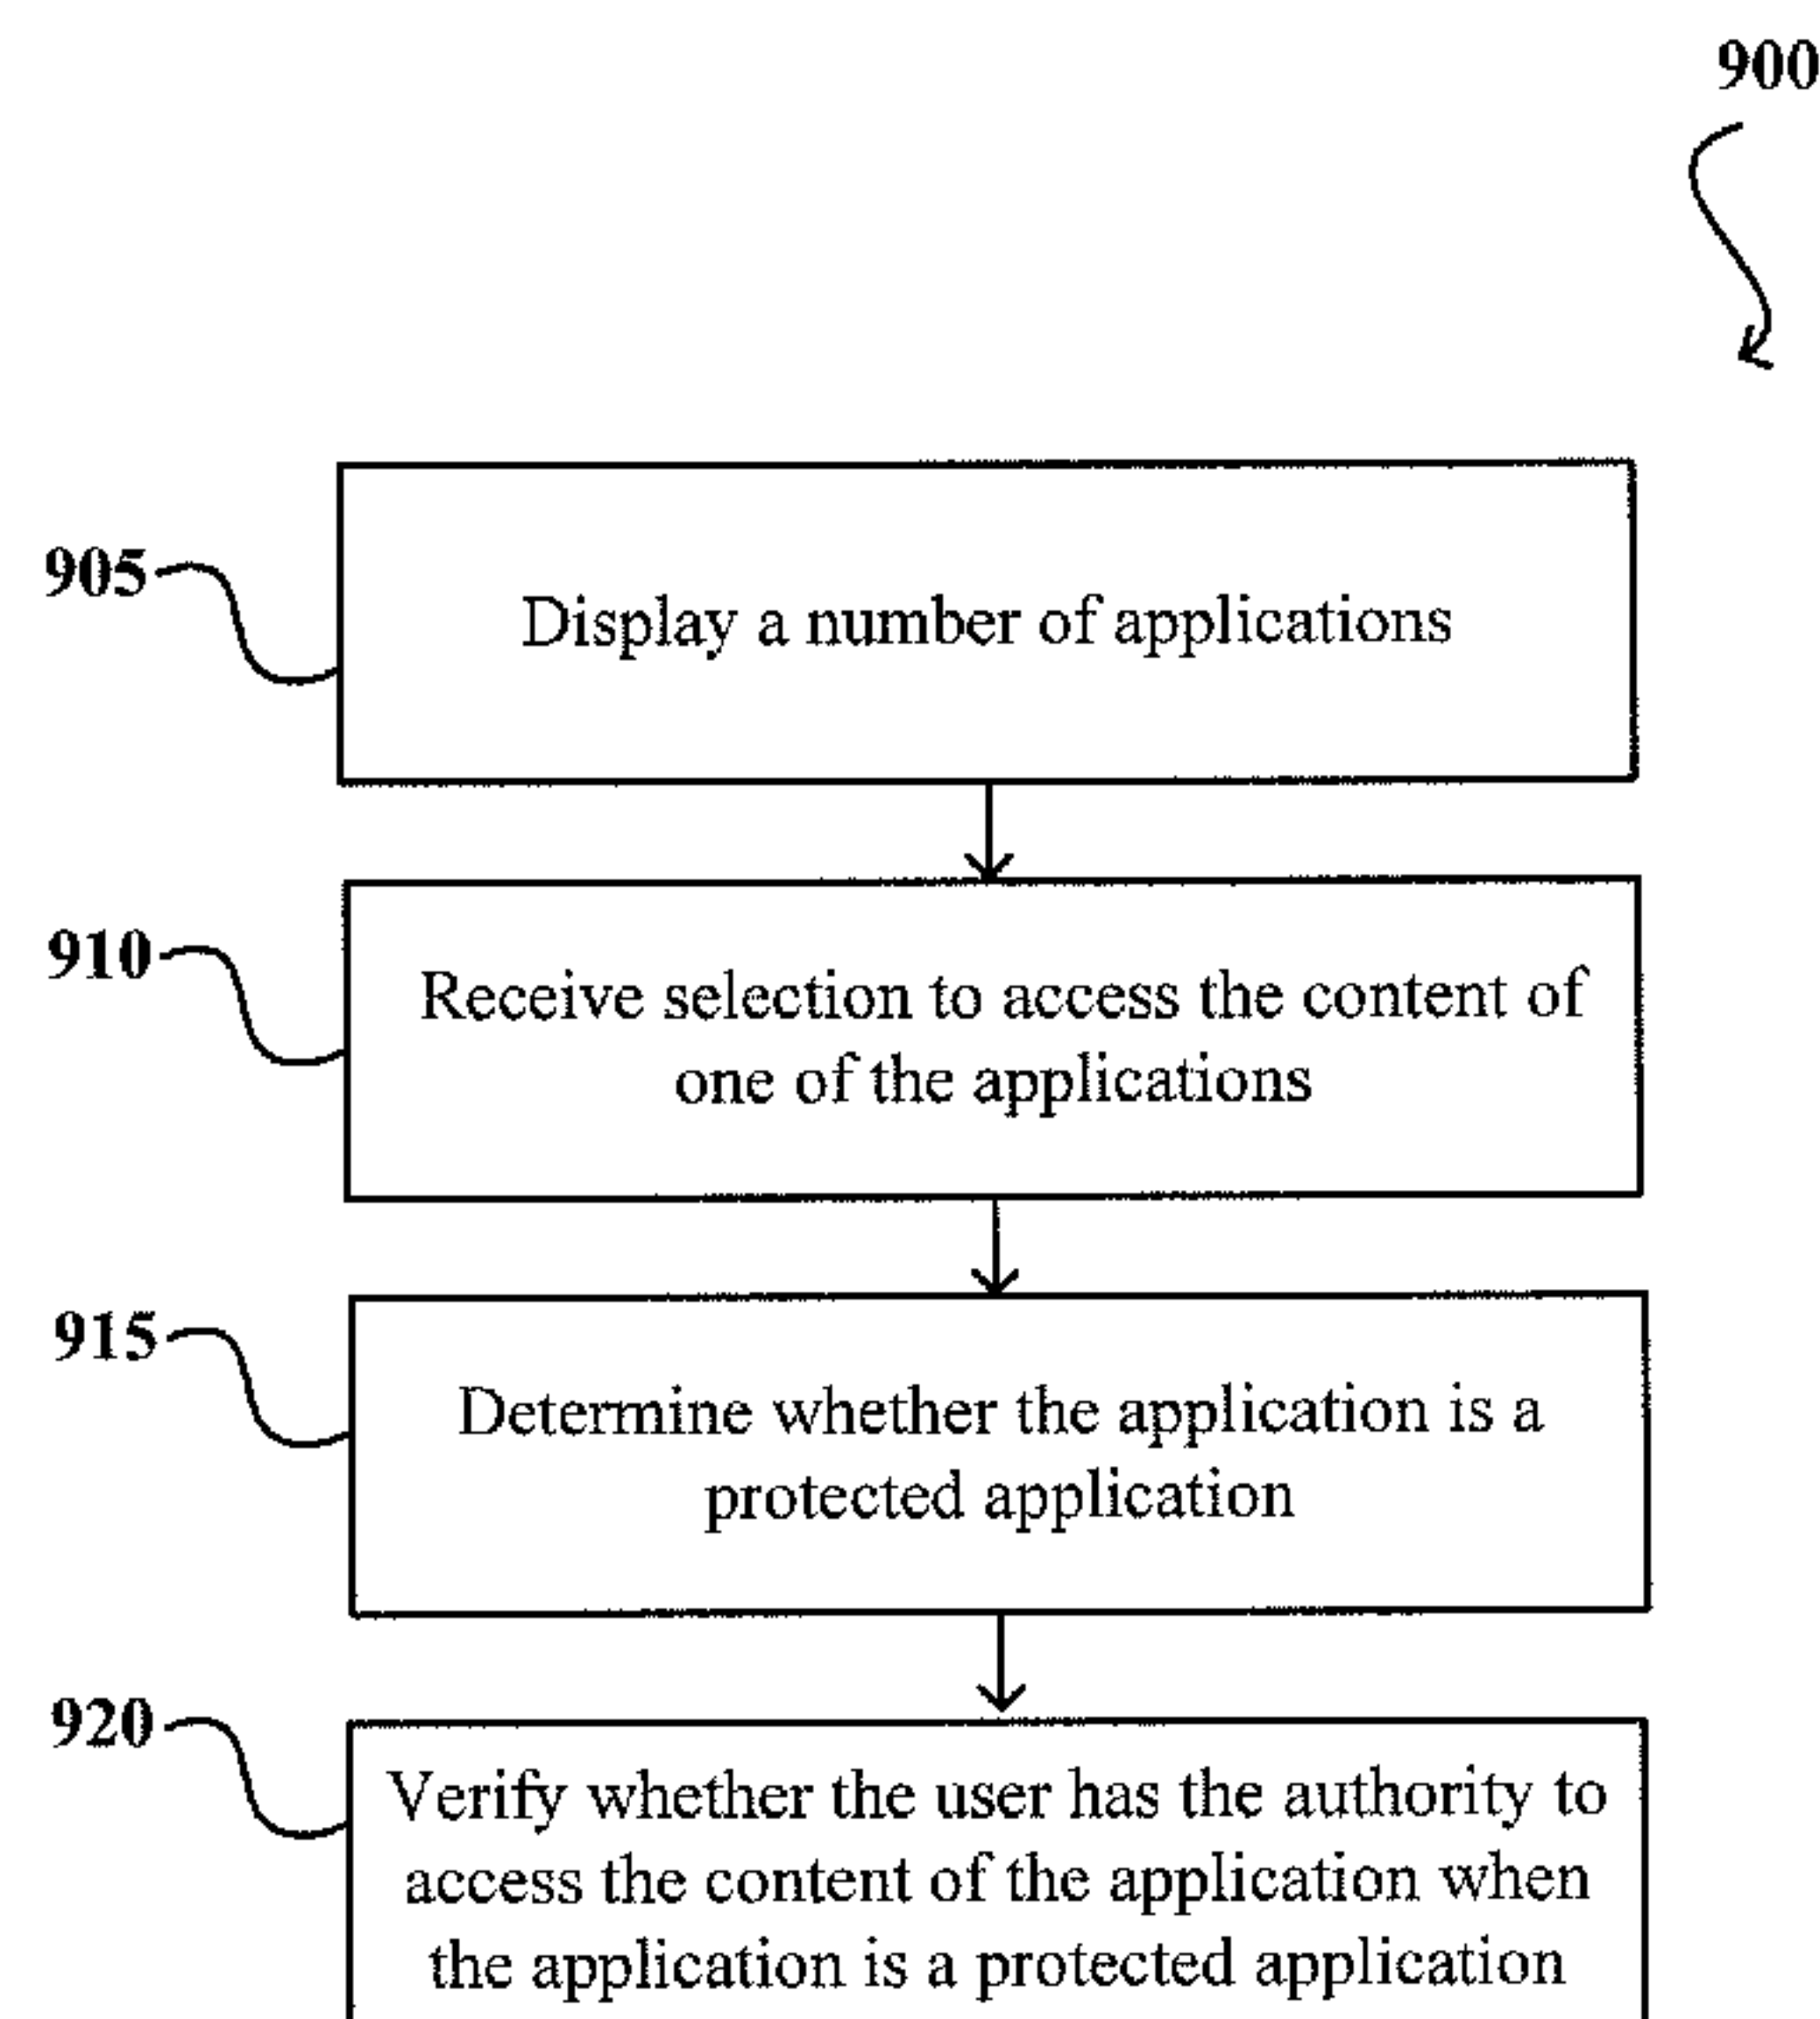 900
905
Display a number of applications
910
Receive selection to access the content of
one of the applications
915
Determine whether the application is a
protected application
920
Verify whether the user has the authority to
access the content of the application when
the application is a protected application